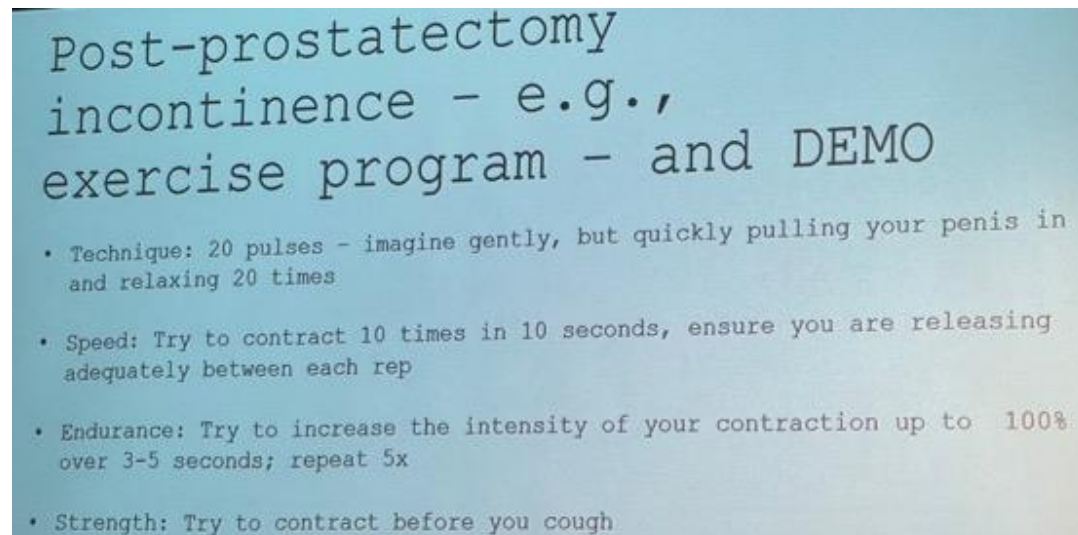 Post-prostatectomy
incontinence - e.g.,
exercise program - and DEMO
• Technique: 20 pulses - imagine gently, but quickly pulling your penis in
and relaxing 20 times
• Speed: Try to contract 10 times in 10 seconds, ensure you are releasing
adequately between each rep
• Endurance: Try to increase the intensity of your contraction up to 100%
over 3-5 seconds; repeat 5x
• Strength: Try to contract before you cough